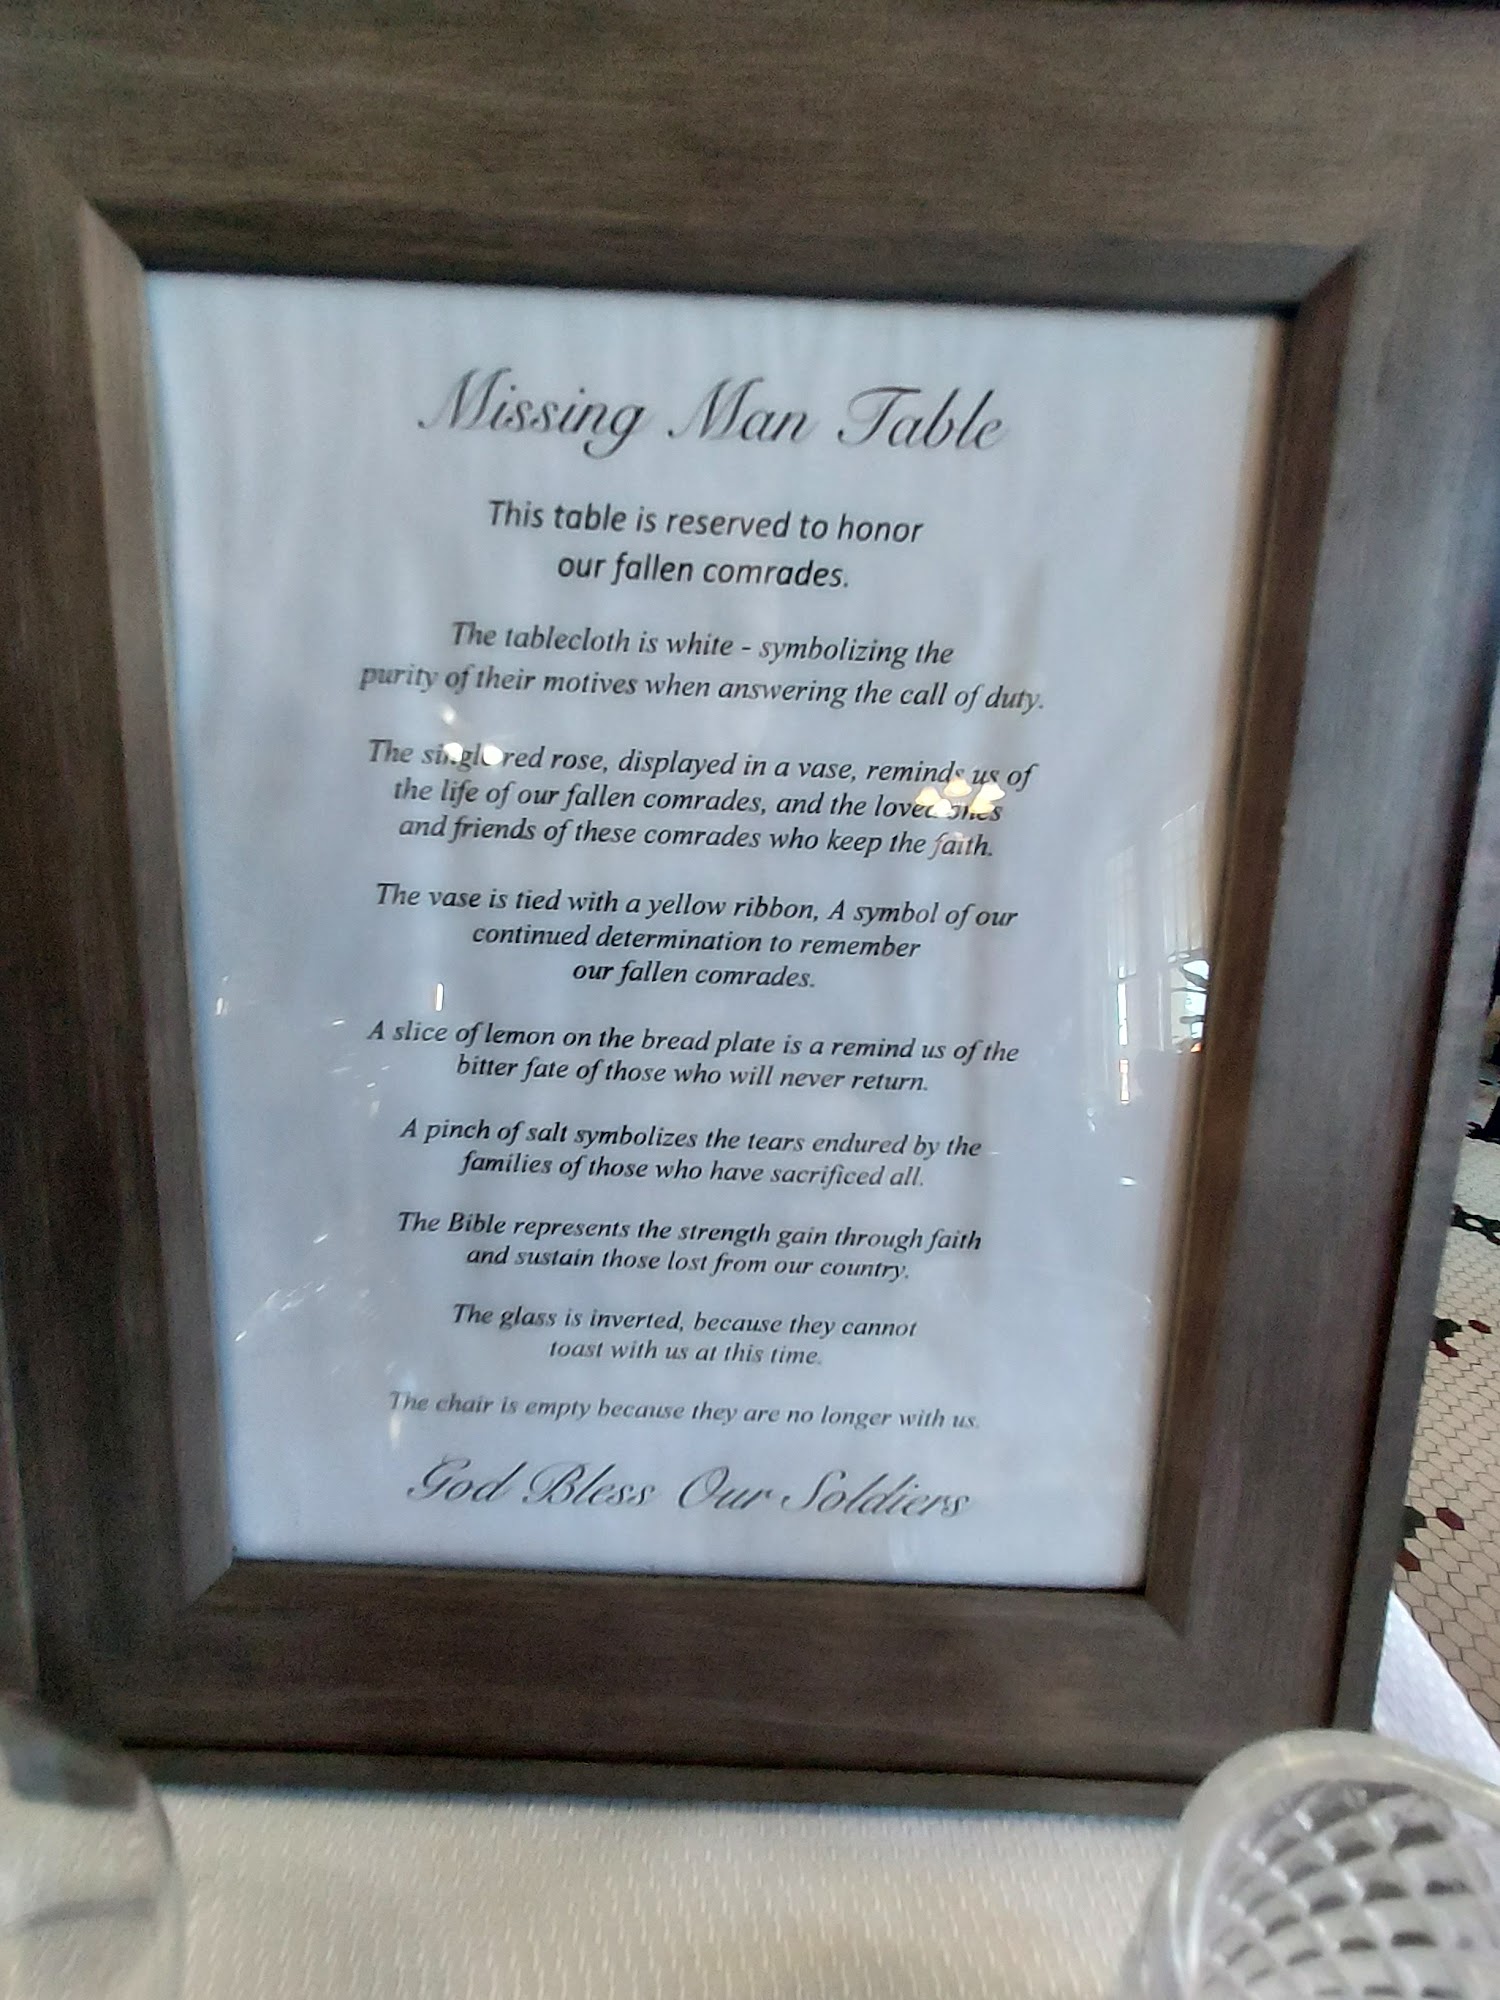 Missing Man Table
This table is reserved to honor
our fallen comrades.
The tablecloth is white - symbolizing the
purity of their motives when answering the call of duty.
The single red rose, displayed in a vase, reminds us of
the life of our fallen comrades, and the loved ones
and friends of these comrades who keep the faith.
The vase is tied with a yellow ribbon, A symbol of our
continued determination to remember
our fallen comrades.
A slice of lemon on the bread plate is a remind us of the
bitter fate of those who will never return.
A pinch of salt symbolizes the tears endured by the
families of those who have sacrificed all.
The Bible represents the strength gain through faith
and sustain those lost from our country.
The glass is inverted, because they cannot
toast with us at this time.
The chair is empty because they are no longer with us.
God Bless Our Soldiers